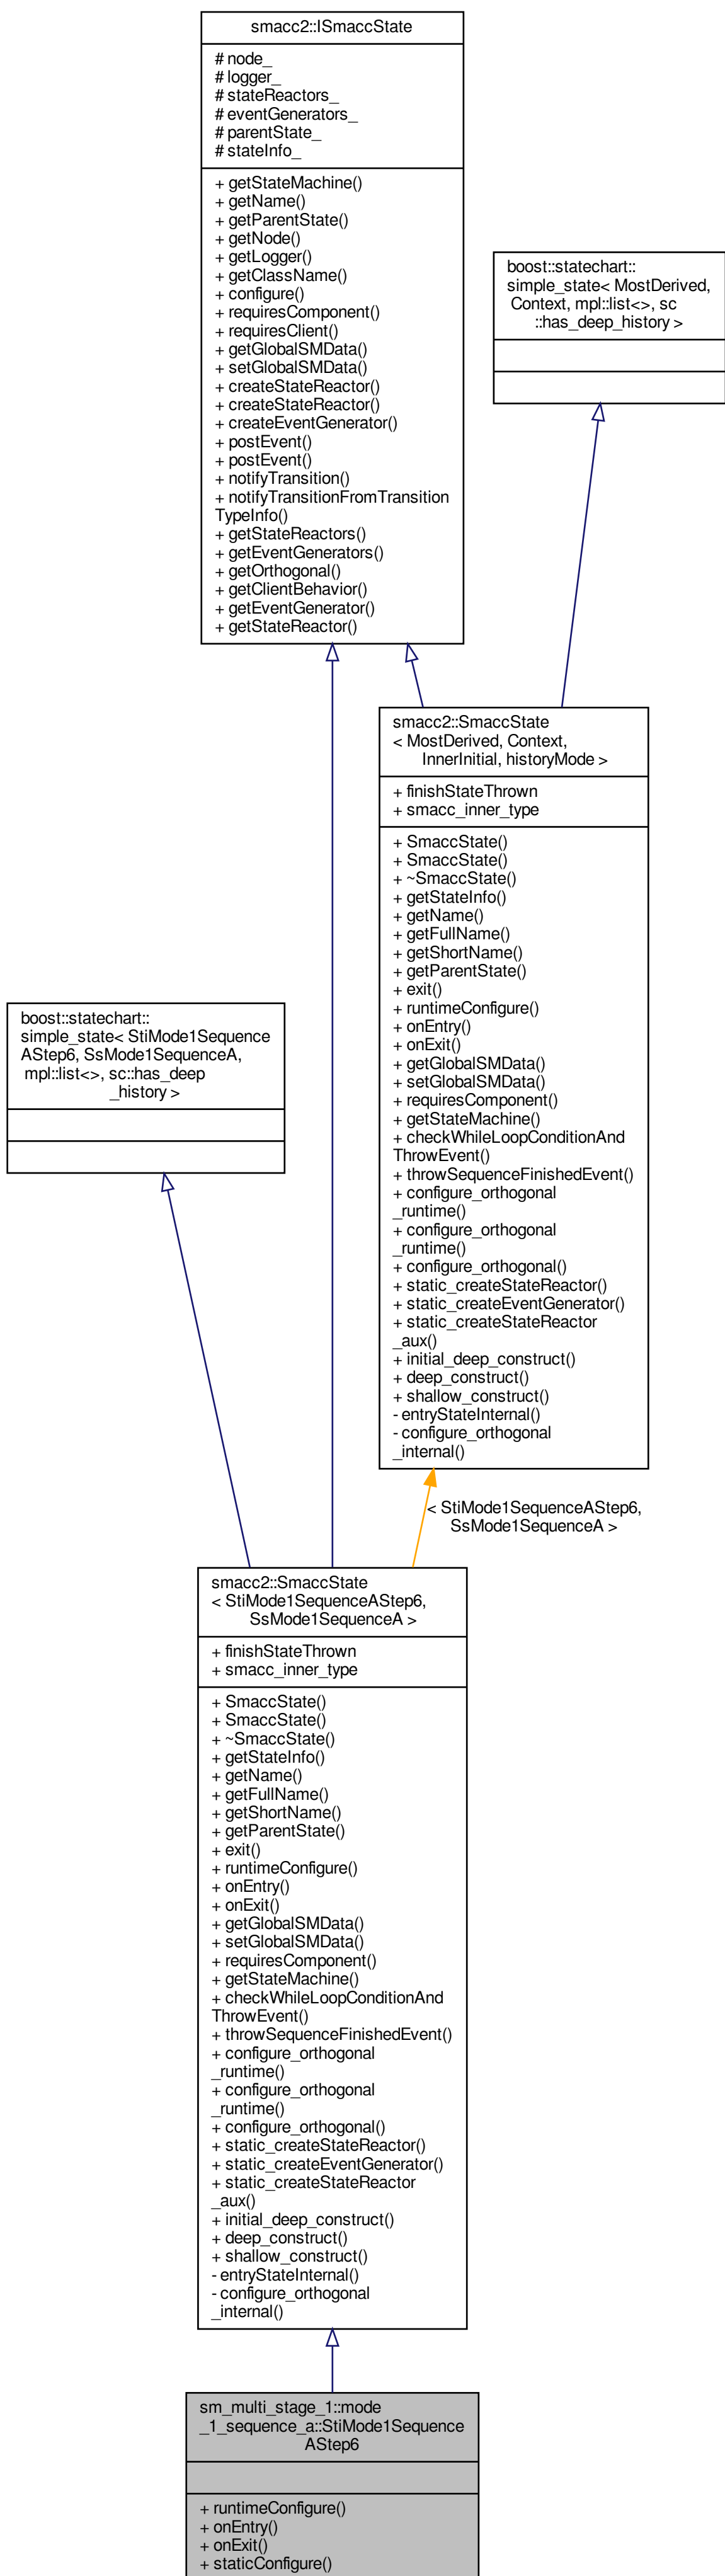 smacc2::ISmaccState
# node_
# logger_
# stateReactors_
# eventGenerators_
# parentState_
# stateInfo_
+ getStateMachine()
+ getName()
+ getParentState()
+ getNode()
+ getLogger()
+ getClassName()
+ configure()
+ requiresComponent()
+ requiresClient()
+ getGlobalSMData()
+ setGlobalSMData()
+ createStateReactor()
+ createStateReactor()
+ createEventGenerator()
+ postEvent()
+ postEvent()
+ notifyTransition()
+ notifyTransitionFromTransition
TypeInfo()
+ getStateReactors()
+ getEventGenerators()
+ getOrthogonal()
+ getClientBehavior()
+ getEventGenerator()
+ getStateReactor()
boost::statechart::
simple_state< MostDerived,
Context, mpl::list<>, sc
::has_deep_history >
smacc2::SmaccState
< MostDerived, Context,
InnerInitial, historyMode >
+ finishStateThrown
+ smacc_inner_type
+ SmaccState()
+ SmaccState()
+ ~SmaccState()
+ getStateInfo()
+ getName()
+ getFullName()
+ getShortName()
+ getParentState()
+ exit()
+ runtimeConfigure()
+ onEntry()
+ onExit()
+ getGlobalSMData()
+ setGlobalSMData()
+ requiresComponent()
+ getStateMachine()
+ checkWhileLoopConditionAnd
ThrowEvent()
+ throwSequenceFinishedEvent()
+ configure_orthogonal
_runtime()
+ configure_orthogonal
_runtime()
+ configure_orthogonal()
+ static_createStateReactor()
+ static_createEventGenerator()
+ static_createStateReactor
_aux()
+ initial_deep_construct()
+ deep_construct()
+ shallow_construct()
- entryStateInternal()
- configure_orthogonal
_internal()
boost::statechart::
simple_state< StiMode1Sequence
AStep6, SsMode1SequenceA,
mpl::list<>, sc::has_deep
_history >
< StiMode1SequenceAStep6,
SsMode1SequenceA >
smacc2::SmaccState
< StiMode1SequenceAStep6,
SsMode1SequenceA >
+ finishStateThrown
+ smacc_inner_type
+ SmaccState()
+ SmaccState()
+ ~SmaccState()
+ getStateInfo()
+ getName()
+ getFullName()
+ getShortName()
+ getParentState()
+ exit()
+ runtimeConfigure()
+ onEntry()
+ onExit()
+ getGlobalSMData()
+ setGlobalSMData()
+ requiresComponent()
+ getStateMachine()
+ checkWhileLoopConditionAnd
ThrowEvent()
+ throwSequenceFinishedEvent()
+ configure_orthogonal
_runtime()
+ configure_orthogonal
_runtime()
+ configure_orthogonal()
+ static_createStateReactor()
+ static_createEventGenerator()
+ static_createStateReactor
_aux()
+ initial_deep_construct()
+ deep_construct()
+ shallow_construct()
- entryStateInternal()
- configure_orthogonal
_internal()
sm_multi_stage_1::mode
_1_sequence_a::StiMode1Sequence
AStep6
+ runtimeConfigure()
+ onEntry()
+ onExit()
+ staticConfigure()